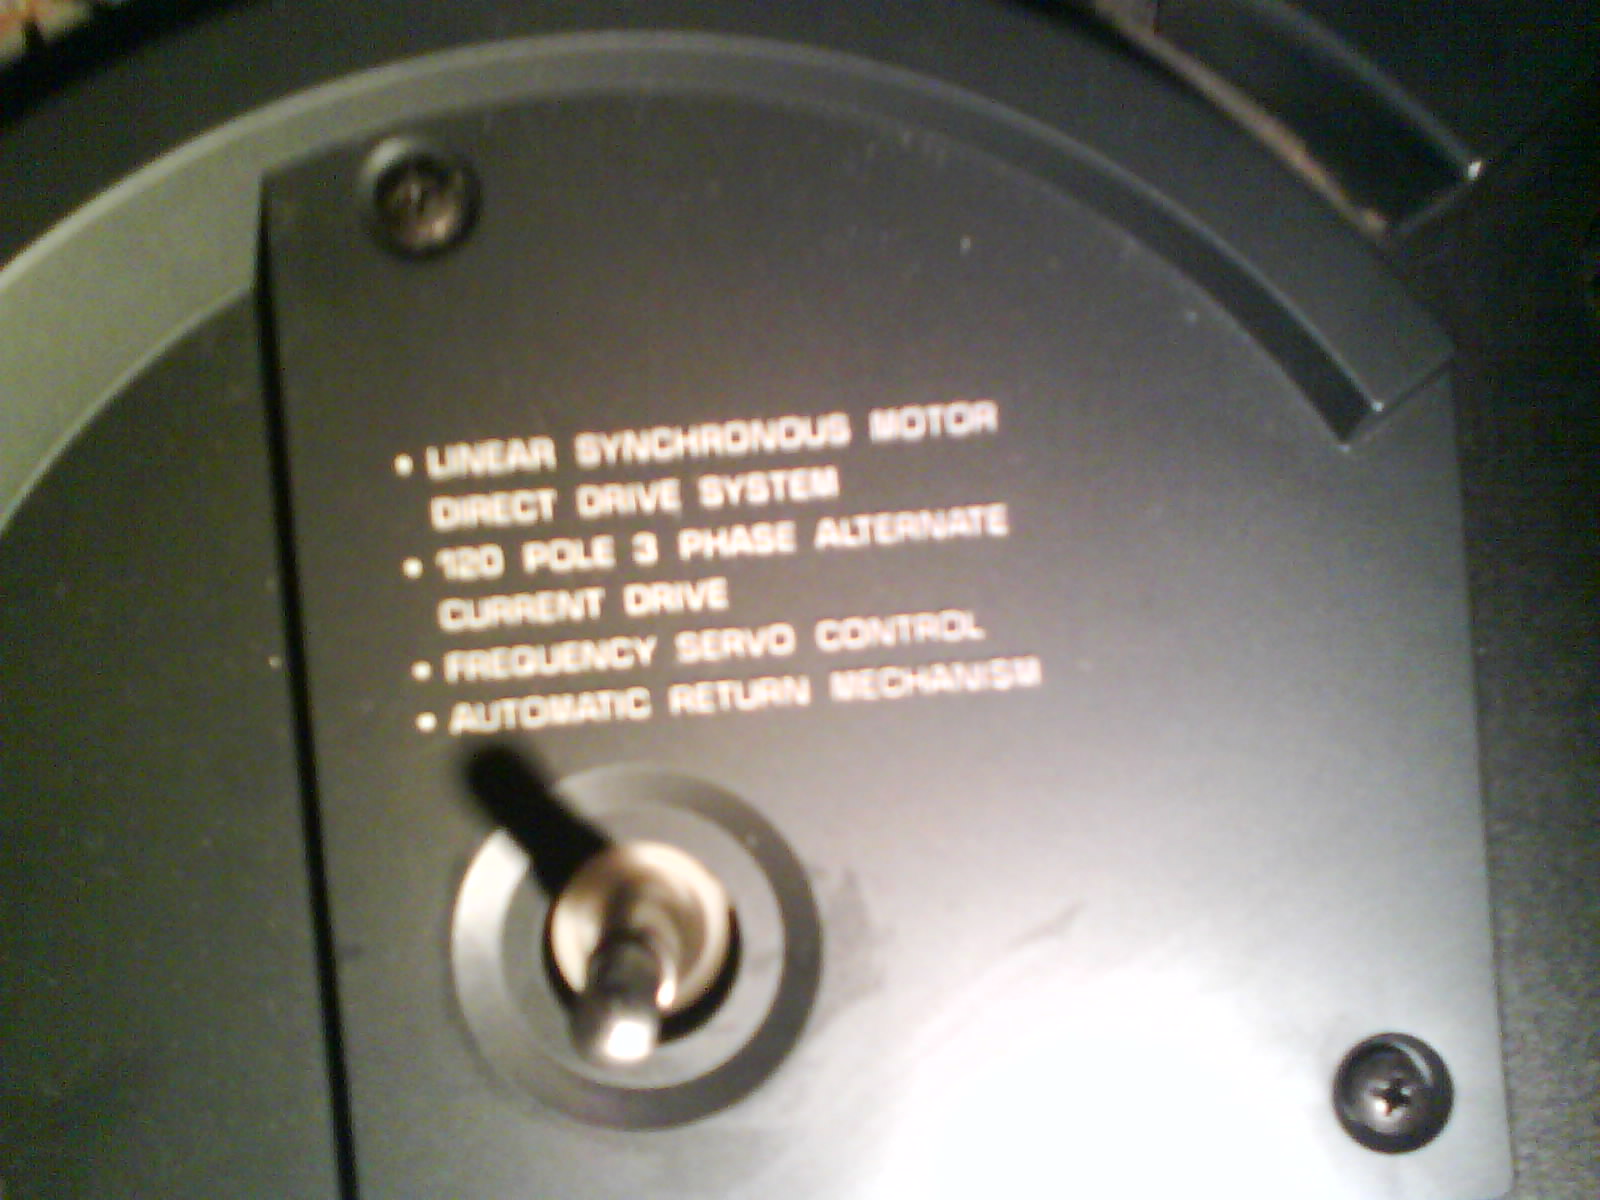 • LINEAR SYNCHRONOUS MOTOR
DIRECT DRIVE SYSTEM
• 120 POLE 3 PHASE ALTERNATE
CURRENT DRIVE
• FREQUENCY SERVO CONTROL
• AUTOMATIC RETURN MECHANISM